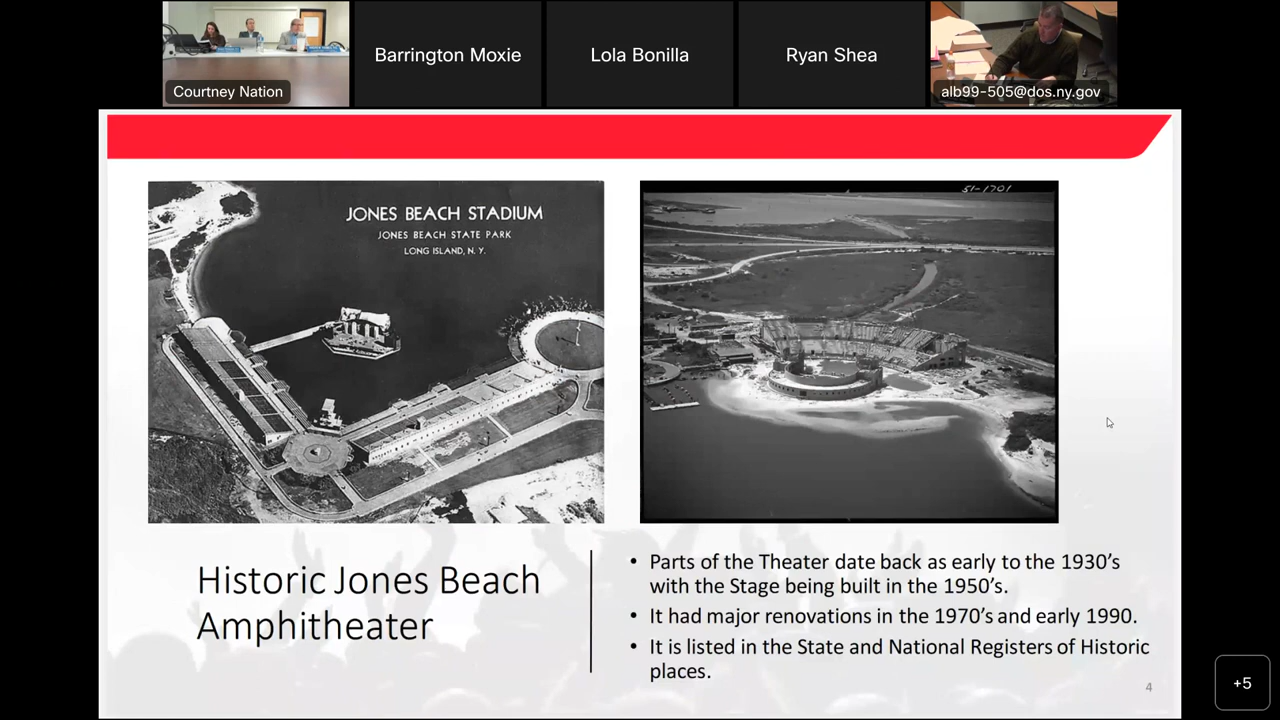 Courtney Nation
Barrington Moxie
Lola Bonilla
Ryan Shea
alb99-505@dos.ny.gov
JONES BEACH STADIUM
JONES BEACH STATE PARK
LONG ISLAND, N. Y.
51-1701
Historic Jones Beach
Amphitheater
• Parts of the Theater date back as early to the 1930’s
with the Stage being built in the 1950’s.
• It had major renovations in the 1970’s and early 1990.
• It is listed in the State and National Registers of Historic
places.
4
+5